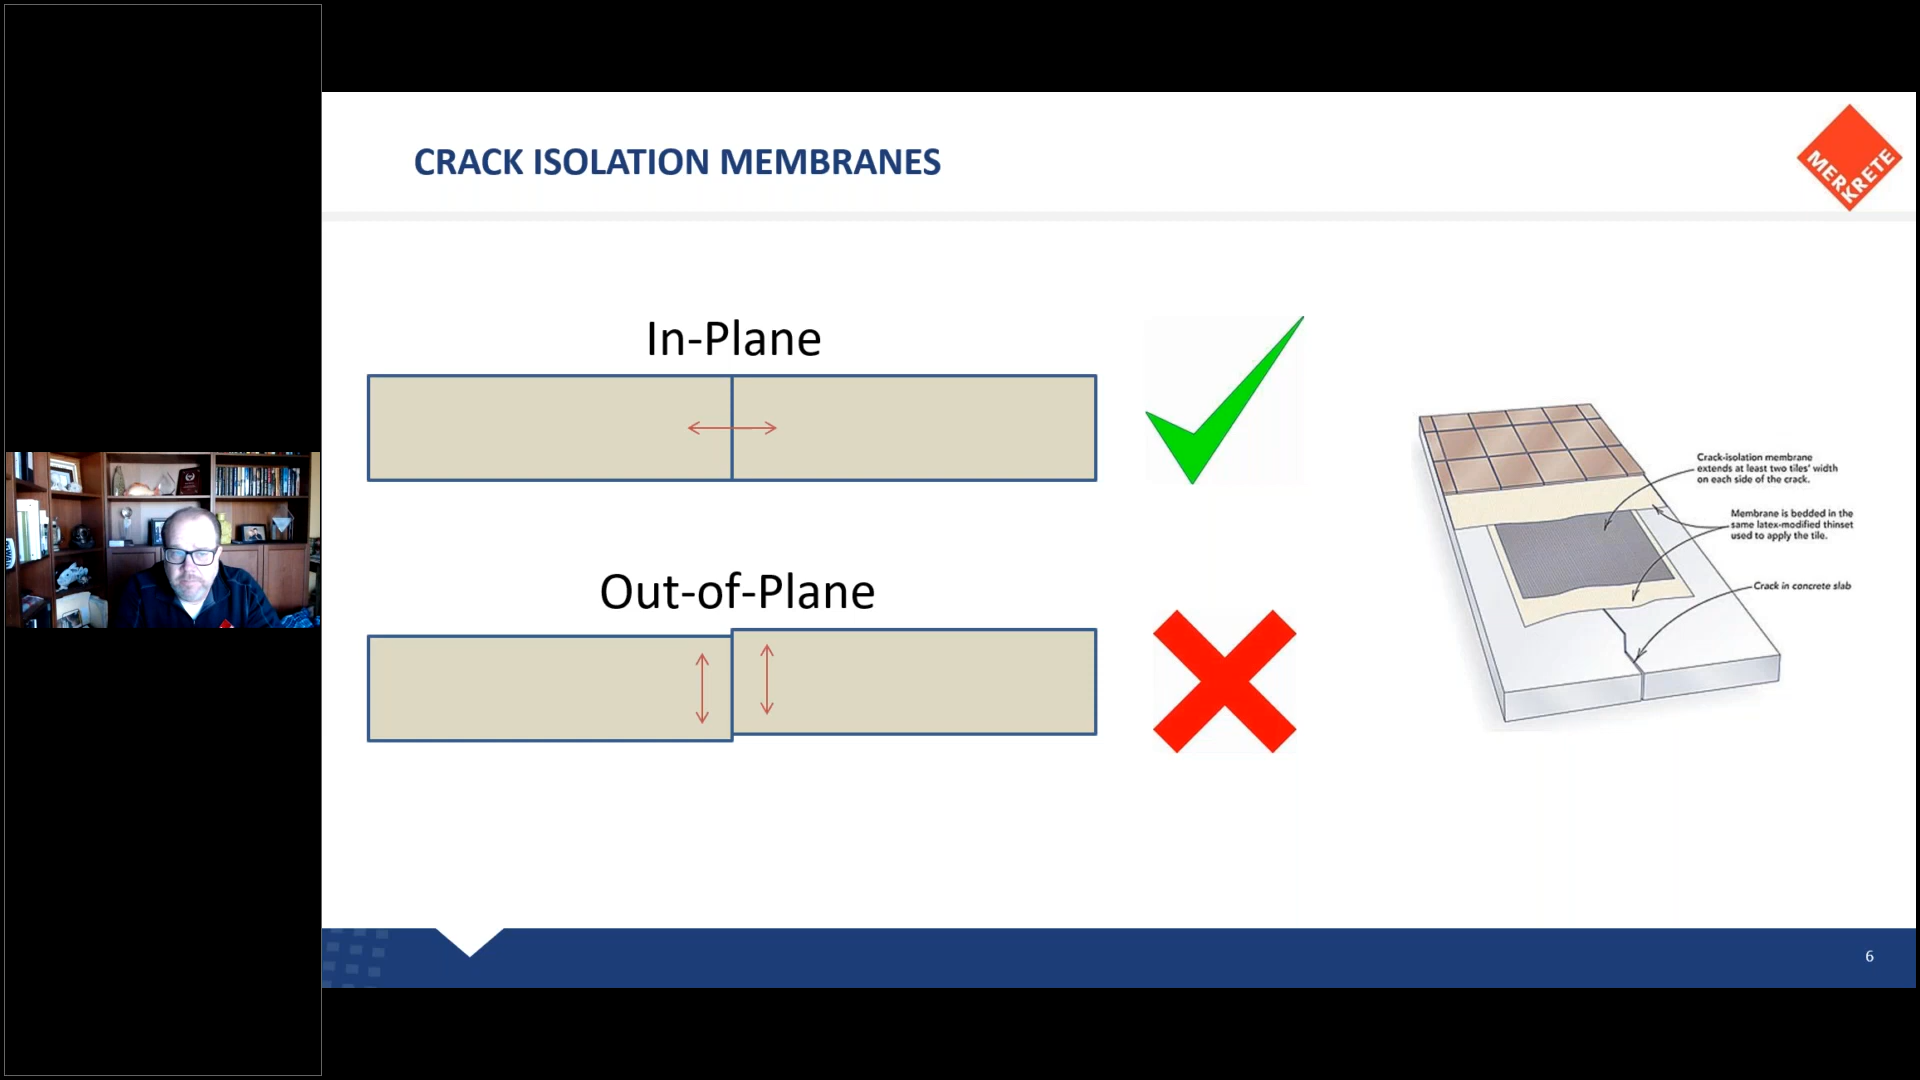 CRACK ISOLATION MEMBRANES
MERKRETE
In-Plane
Out-of-Plane
Crack-isolation membrane
extends at least two tiles' width
on each side of the crack.
Membrane is bedded in the
same latex-modified thinset
used to apply the tile.
Crack in concrete slab
6